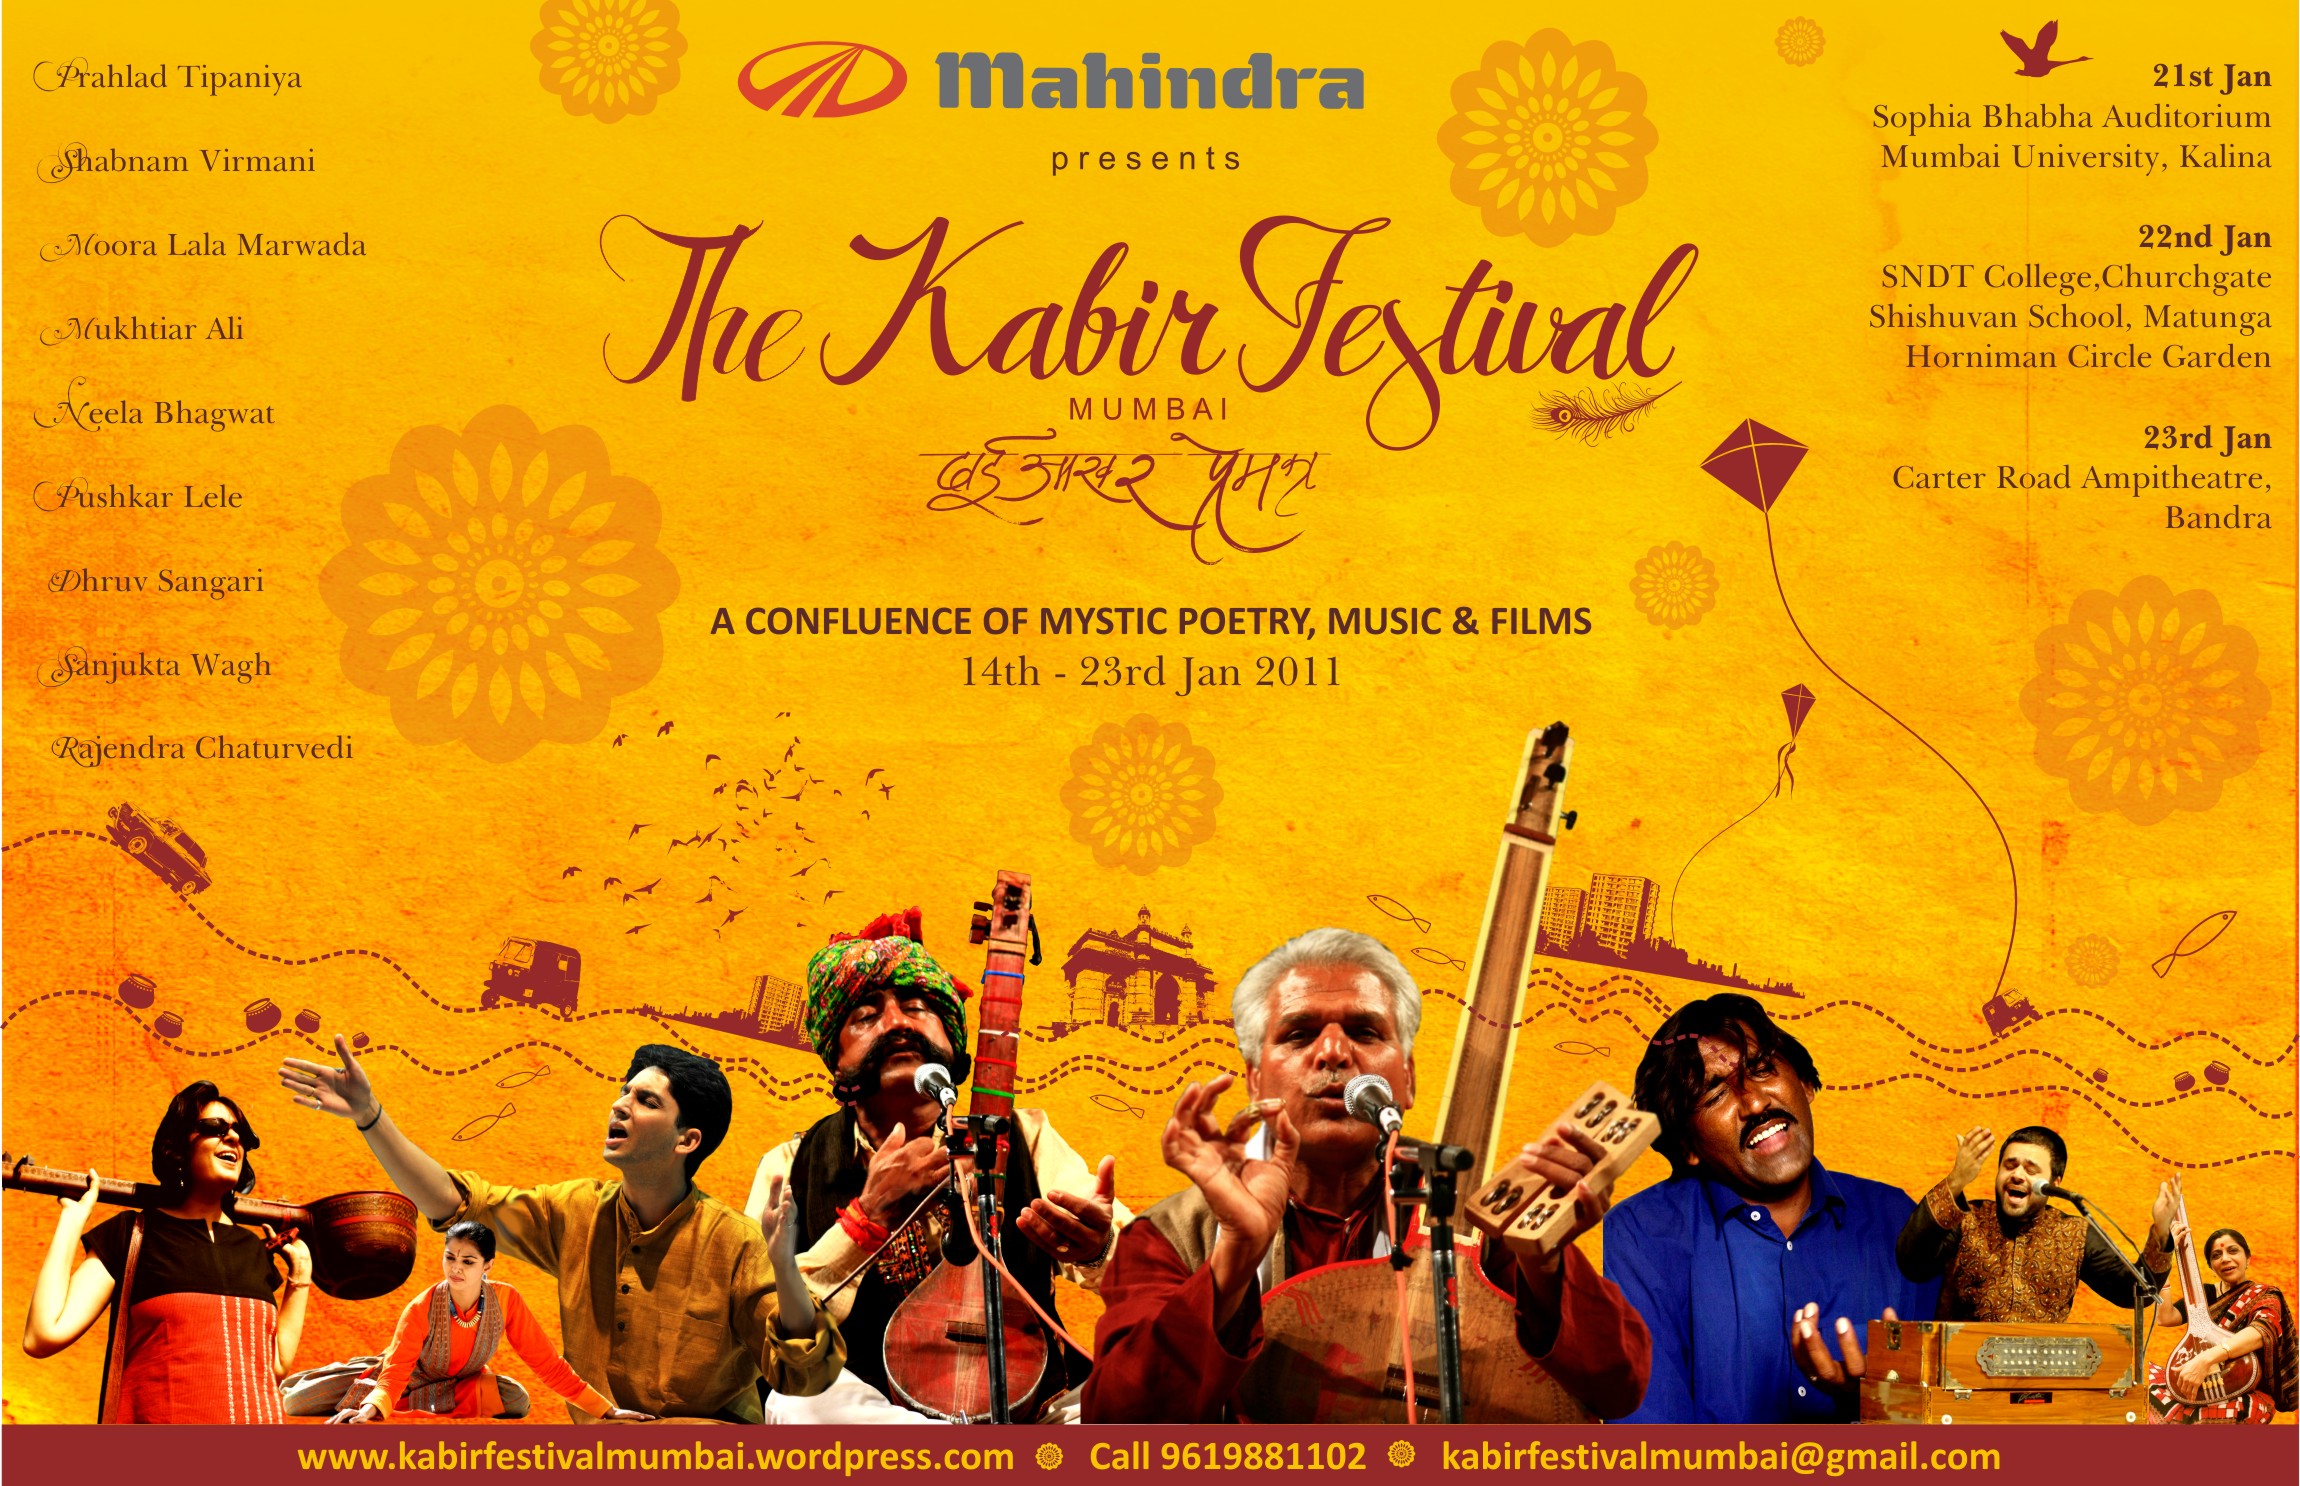 Mahindra
presents
The Kabir Festival
MUMBAI
ढाई आखर प्रेम का
A CONFLUENCE OF MYSTIC POETRY, MUSIC & FILMS
14th - 23rd Jan 2011
Prahlad Tipaniya
Shabnam Virmani
Moora Lala Marwada
Mukhtiar Ali
Neela Bhagwat
Pushkar Lele
Dhruv Sangari
Sanjukta Wagh
Rajendra Chaturvedi
21st Jan
Sophia Bhabha Auditorium
Mumbai University, Kalina
22nd Jan
SNDT College,Churchgate
Shishuvan School, Matunga
Horniman Circle Garden
23rd Jan
Carter Road Ampitheatre,
Bandra
www.kabirfestivalmumbai.wordpress.com Call 9619881102 kabirfestivalmumbai@gmail.com